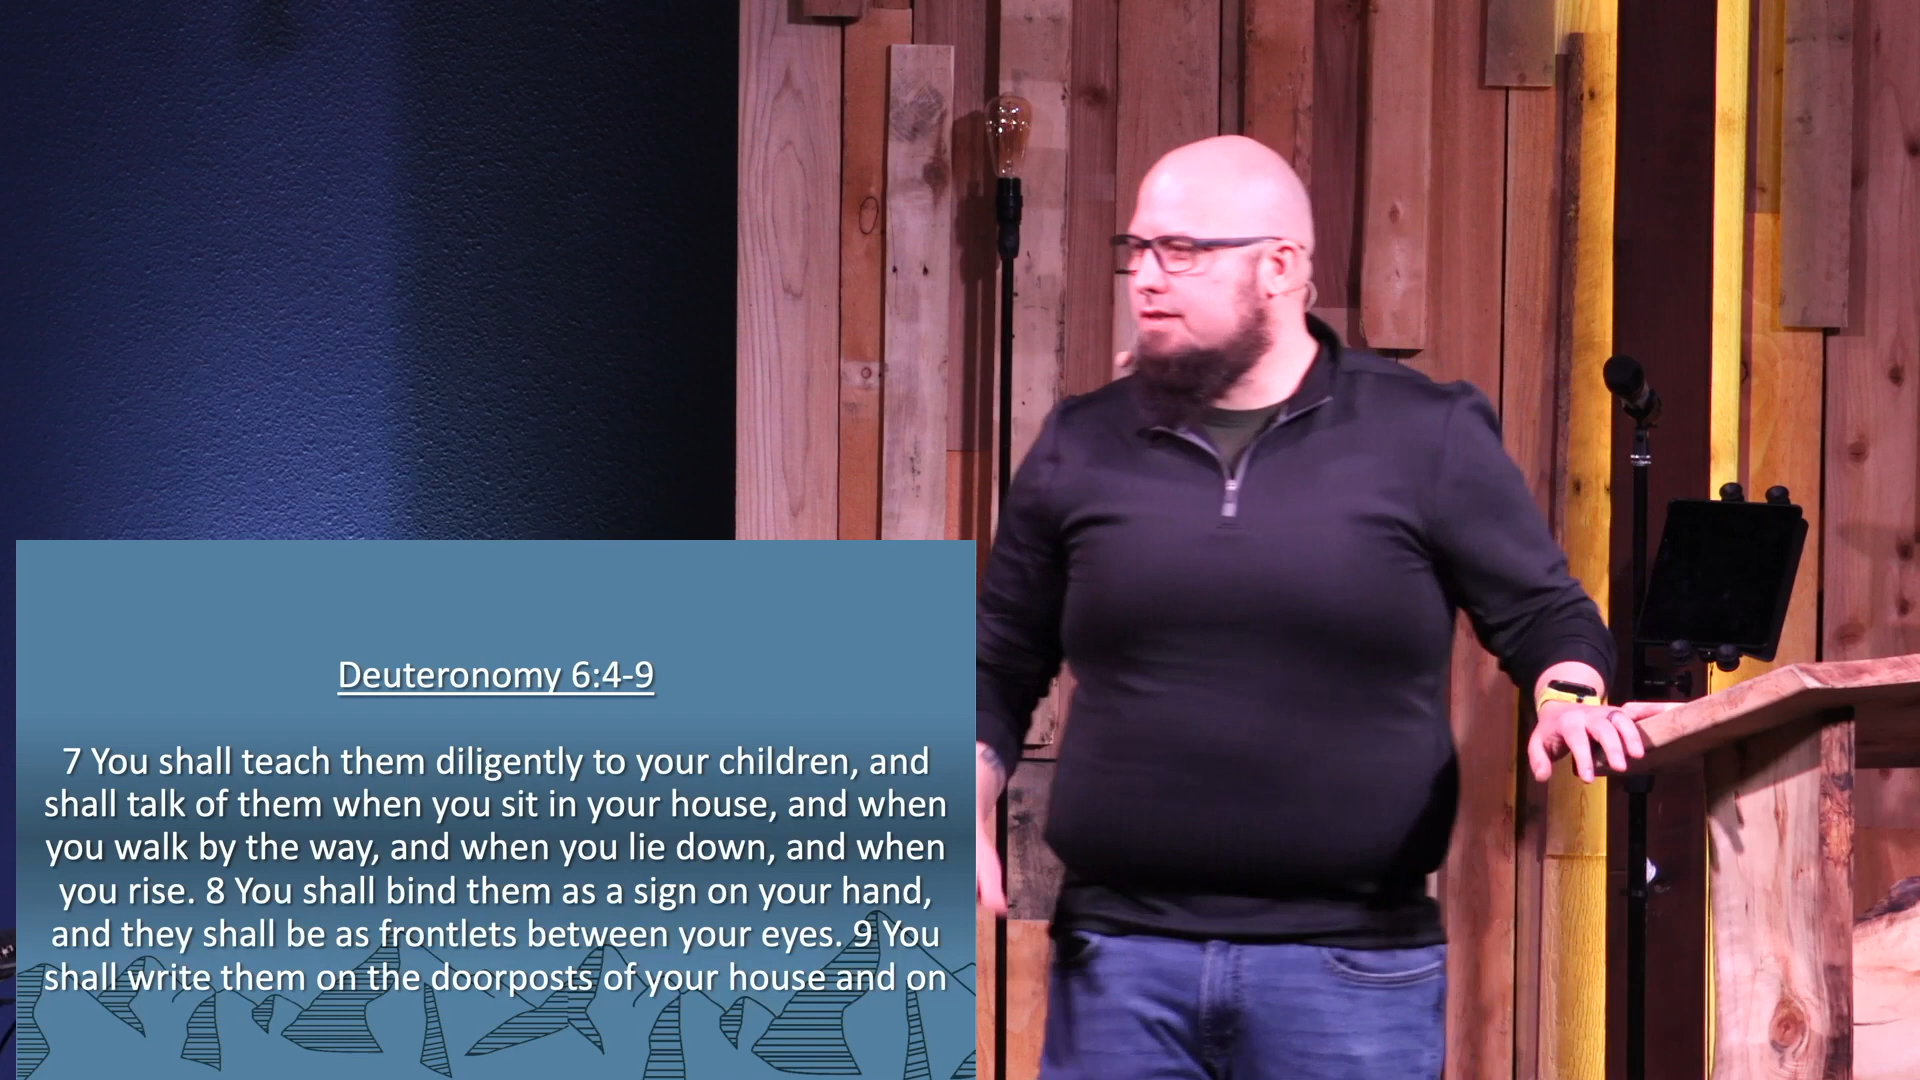 Deuteronomy 6:4-9
7 You shall teach them diligently to your children, and
shall talk of them when you sit in your house, and when
you walk by the way, and when you lie down, and when
you rise. 8 You shall bind them as a sign on your hand,
and they shall be as frontlets between your eyes. 9 You
shall write them on the doorposts of your house and on